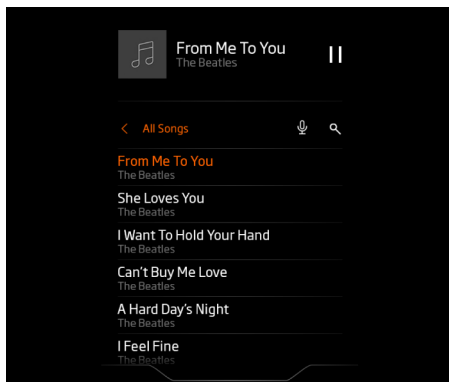 From Me To You
The Beatles
All Songs
From Me To You
The Beatles
She Loves You
The Beatles
I Want To Hold Your Hand
The Beatles
Can't Buy Me Love
The Beatles
A Hard Day's Night
The Beatles
I Feel Fine
The Beatles